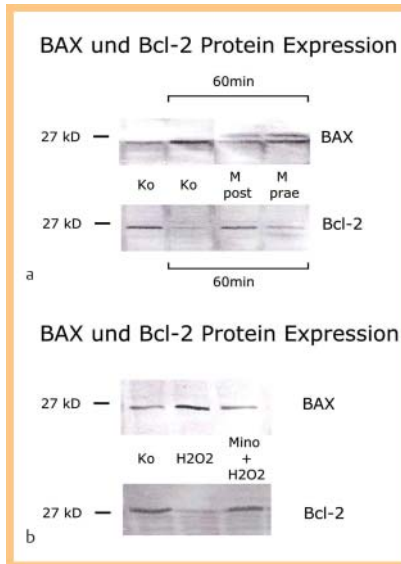 BAX und Bcl-2 Protein Expression
60min
27 kD BAX
Ko Ko M post M prae
27 kD Bcl-2
60min
a
BAX und Bcl-2 Protein Expression
27 kD BAX
Ko H2O2 Mino + H2O2
27 kD Bcl-2
b